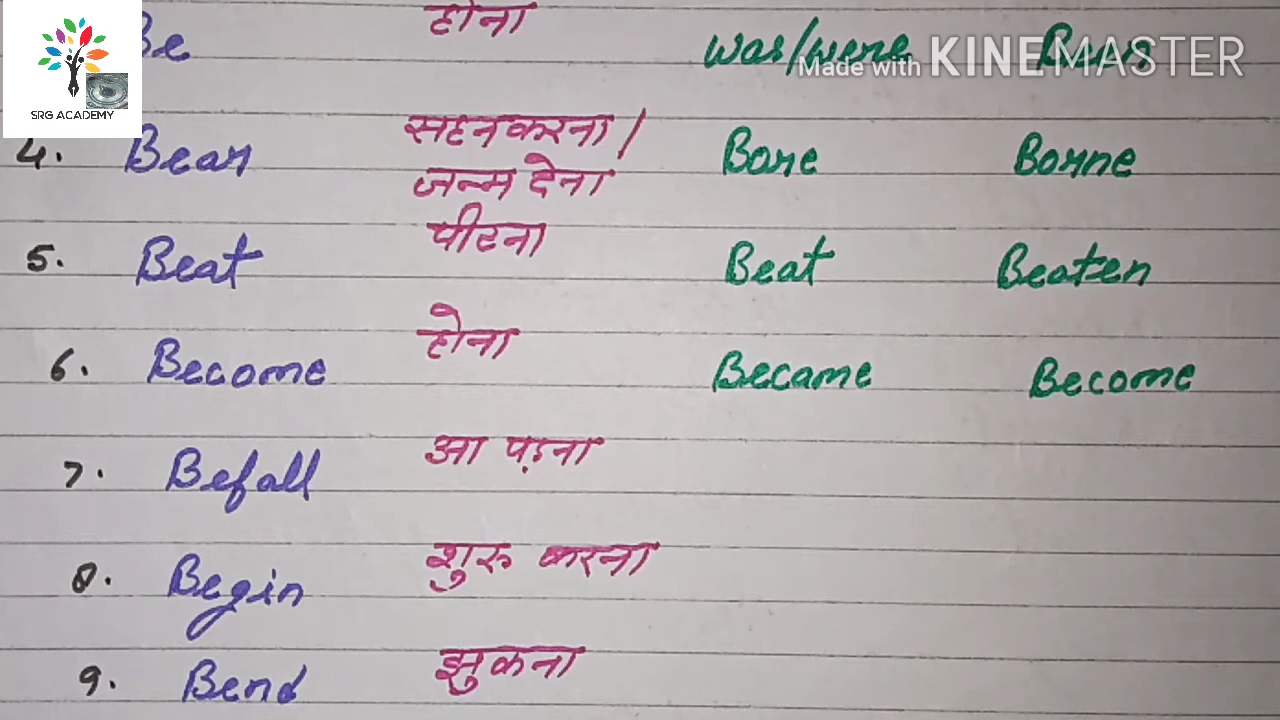 Be होना was/were Been
Made with KINEMASTER
SRG ACADEMY
4. Bear सहन करना / Bore Borne
जन्म देना
5. Beat पीटना Beat Beaten
6. Become होना Became Become
7. Befall आ पड़ना
8. Begin शुरु करना
9. Bend झुकना